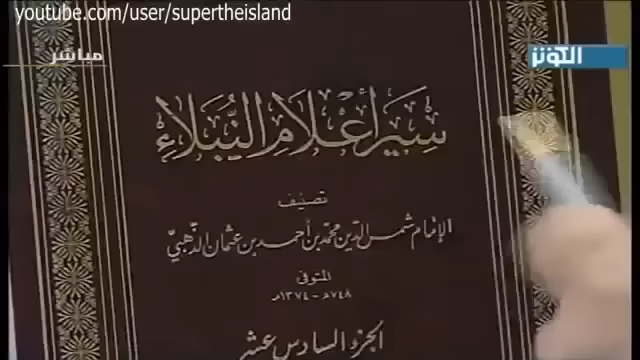 youtube.com/user/supertheisland
الكوثر
مباشر
سير أعلام النبلاء
تصنيف
الإمام شمس الدين محمد بن أحمد بن عثمان الذهبي
المتوفى
٧٤٨هـ - ١٣٧٤م
الجزء السادس عشر